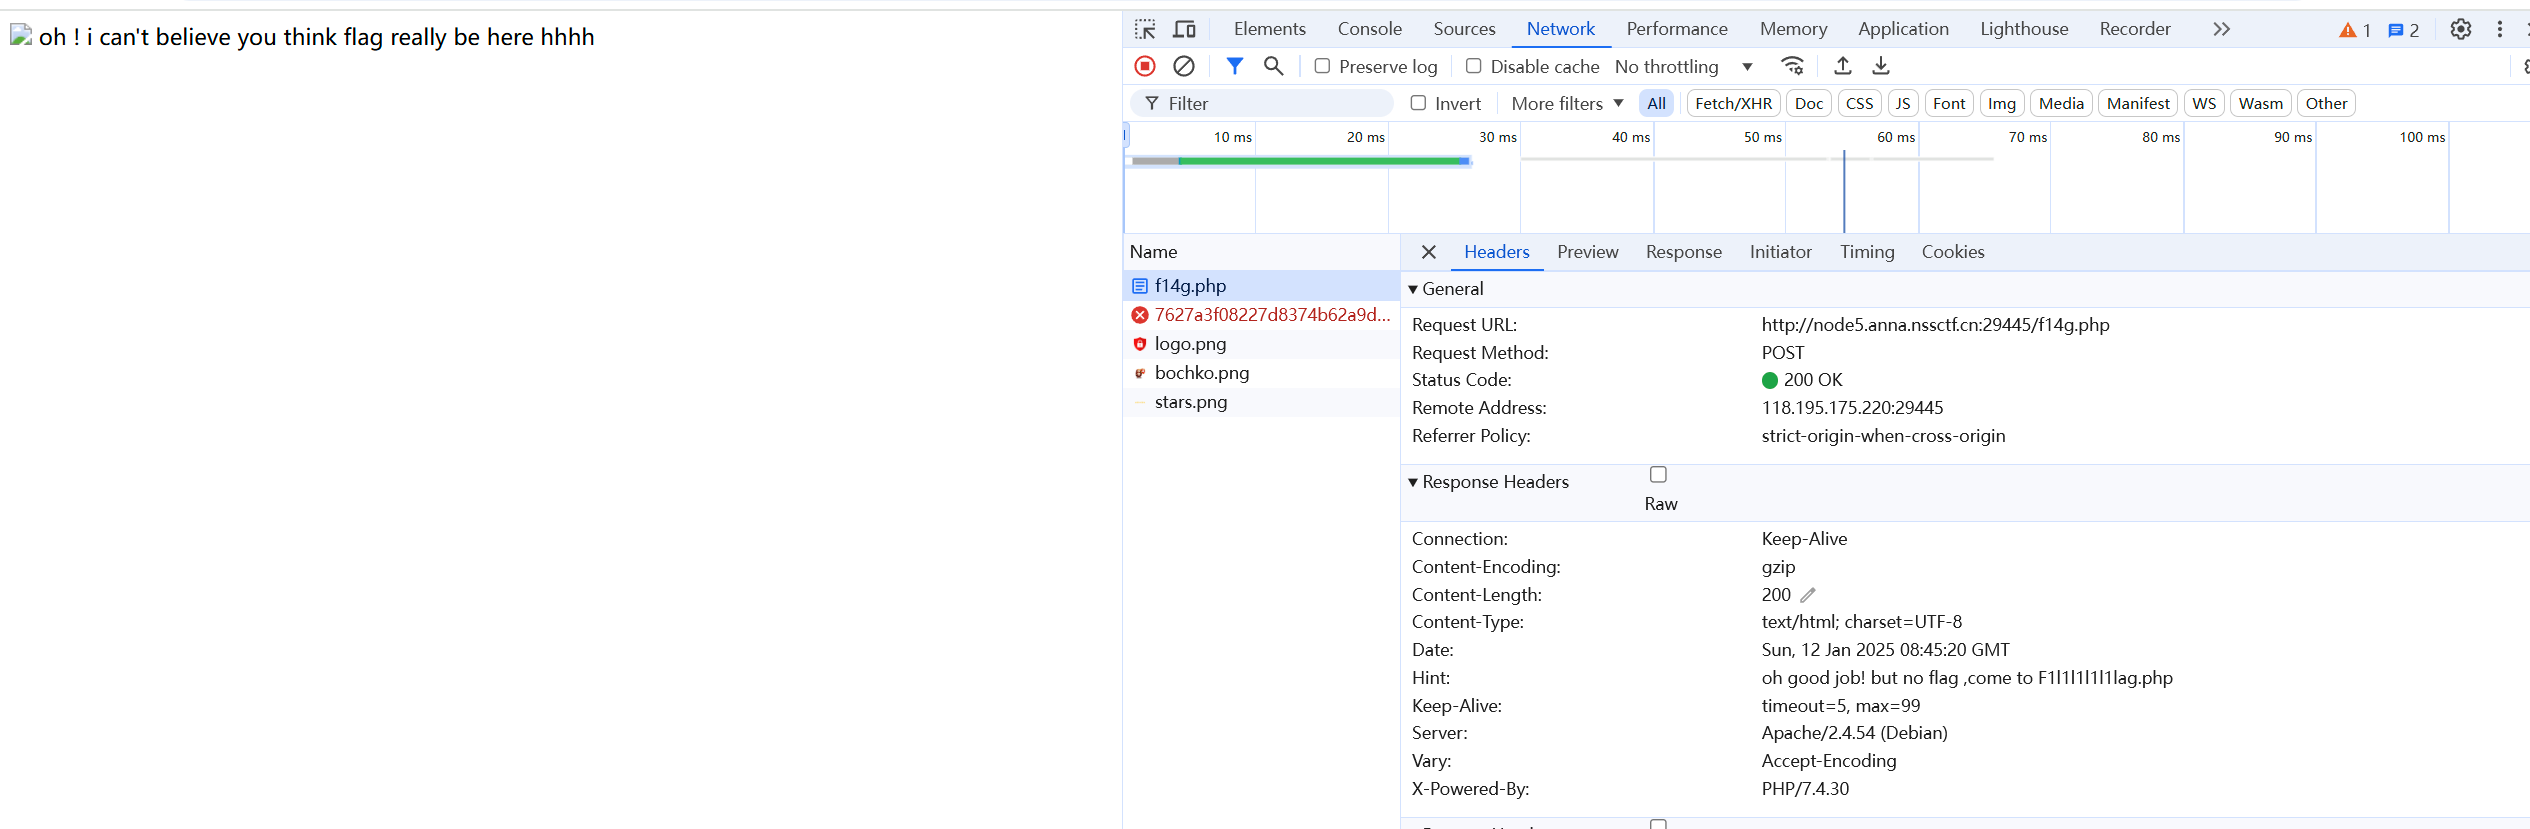 oh ! i can't believe you think flag really be here hhhh
Elements Console Sources Network Performance Memory Application Lighthouse Recorder 1 2
Preserve log Disable cache No throttling
Filter Invert More filters All Fetch/XHR Doc CSS JS Font Img Media Manifest WS Wasm Other
10 ms 20 ms 30 ms 40 ms 50 ms 60 ms 70 ms 80 ms 90 ms 100 ms
Name
f14g.php
7627a3f08227d8374b62a9d...
logo.png
bochko.png
stars.png
Headers Preview Response Initiator Timing Cookies
General
Request URL: http://node5.anna.nssctf.cn:29445/f14g.php
Request Method: POST
Status Code: 200 OK
Remote Address: 118.195.175.220:29445
Referrer Policy: strict-origin-when-cross-origin
Response Headers
Raw
Connection: Keep-Alive
Content-Encoding: gzip
Content-Length: 200
Content-Type: text/html; charset=UTF-8
Date: Sun, 12 Jan 2025 08:45:20 GMT
Hint: oh good job! but no flag ,come to F1l1l1l1l1lag.php
Keep-Alive: timeout=5, max=99
Server: Apache/2.4.54 (Debian)
Vary: Accept-Encoding
X-Powered-By: PHP/7.4.30